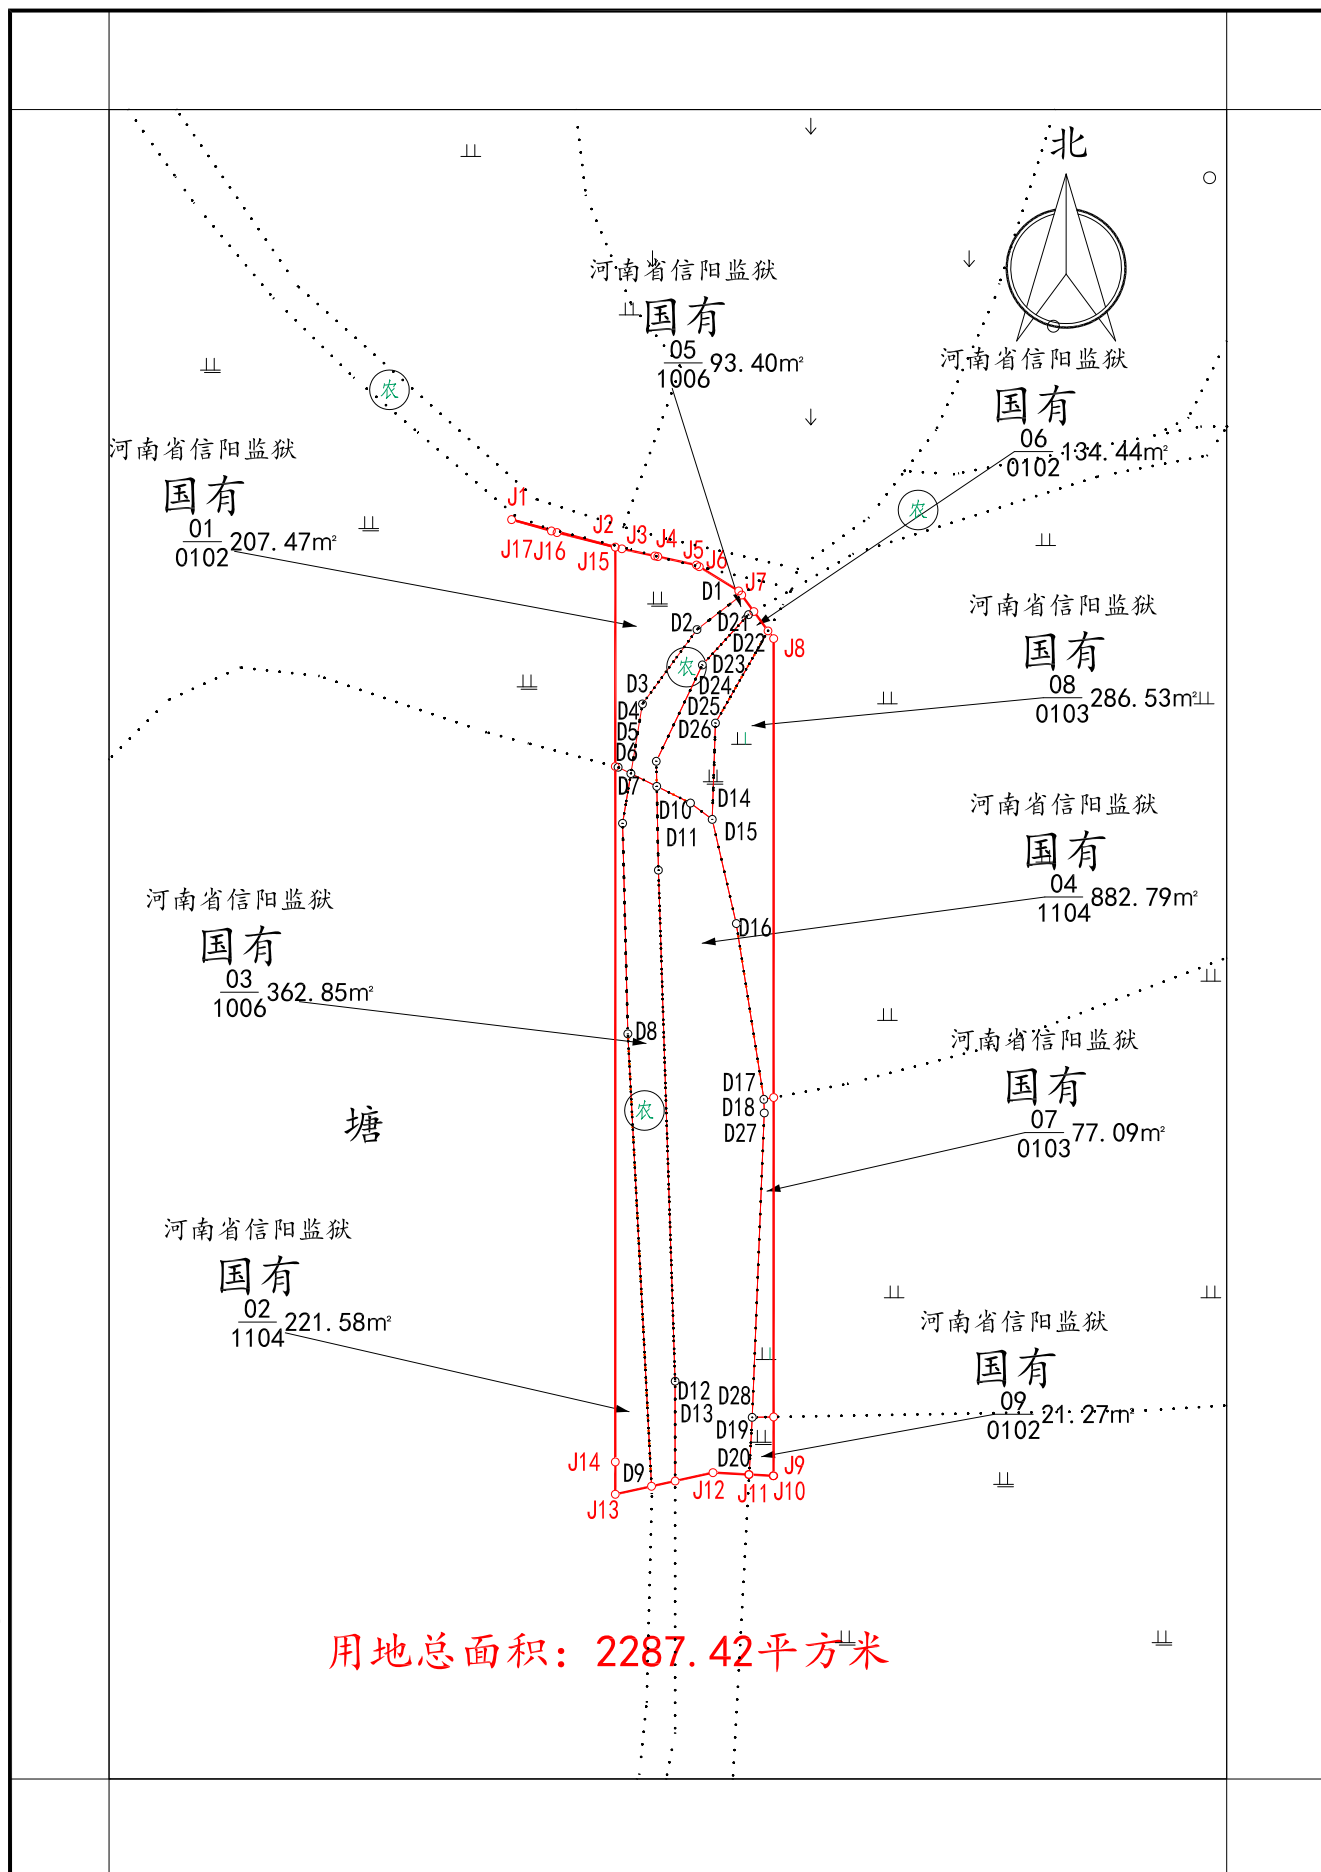 北
河南省信阳监狱
国有
05
1006
93.40m²
河南省信阳监狱
国有
06
0102
134.44m²
农
河南省信阳监狱
国有
01
0102
207.47m²
农
J1
J17
J16
J2
J15
J3
J4
J5
J6
J7
J8
D1
D2
D21
D22
D23
D24
D25
D26
农
D3
D4
D5
D6
D7
河南省信阳监狱
国有
08
0103
286.53m²
D10
D11
D14
D15
河南省信阳监狱
国有
04
1104
882.79m²
D16
河南省信阳监狱
国有
03
1006
362.85m²
D8
农
塘
D17
D18
D27
河南省信阳监狱
国有
07
0103
77.09m²
河南省信阳监狱
国有
02
1104
221.58m²
河南省信阳监狱
国有
09
0102
21.27m²
D12
D13
D28
D19
D20
D9
J14
J13
J12
J11
J9
J10
用地总面积：2287.42平方米